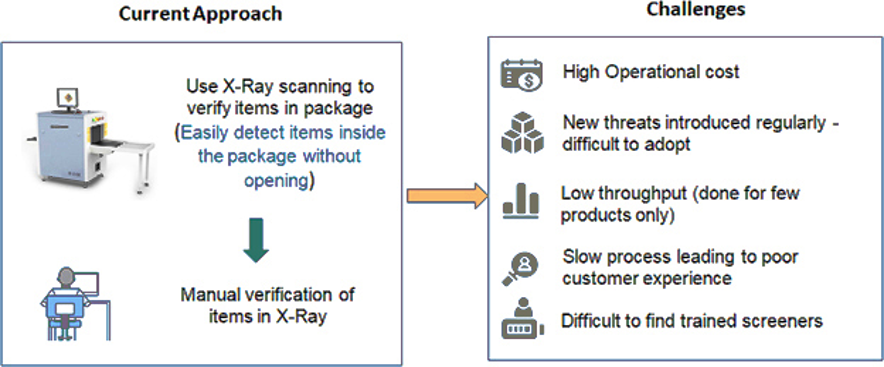 Current Approach
Use X-Ray scanning to
verify items in package
(Easily detect items inside
the package without
opening)
Manual verification of
items in X-Ray
Challenges
High Operational cost
New threats introduced regularly -
difficult to adopt
Low throughput (done for few
products only)
Slow process leading to poor
customer experience
Difficult to find trained screeners